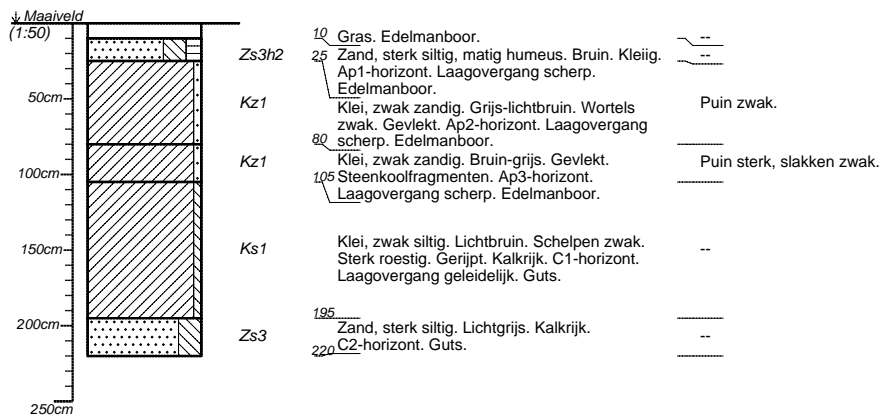 Maaiveld
(1:50)
10 Gras. Edelmanboor. --
Zs3h2 25 Zand, sterk siltig, matig humeus. Bruin. Kleiig. --
Ap1-horizont. Laagovergang scherp.
Edelmanboor.
50cm Kz1 Klei, zwak zandig. Grijs-lichtbruin. Wortels Puin zwak.
zwak. Gevlekt. Ap2-horizont. Laagovergang
80 scherp. Edelmanboor.
100cm Kz1 Klei, zwak zandig. Bruin-grijs. Gevlekt. Puin sterk, slakken zwak.
105 Steenkoolfragmenten. Ap3-horizont.
Laagovergang scherp. Edelmanboor.
150cm Ks1 Klei, zwak siltig. Lichtbruin. Schelpen zwak. --
Sterk roestig. Gerijpt. Kalkrijk. C1-horizont.
Laagovergang geleidelijk. Guts.
195
200cm Zs3 Zand, sterk siltig. Lichtgrijs. Kalkrijk. --
220 C2-horizont. Guts.
250cm